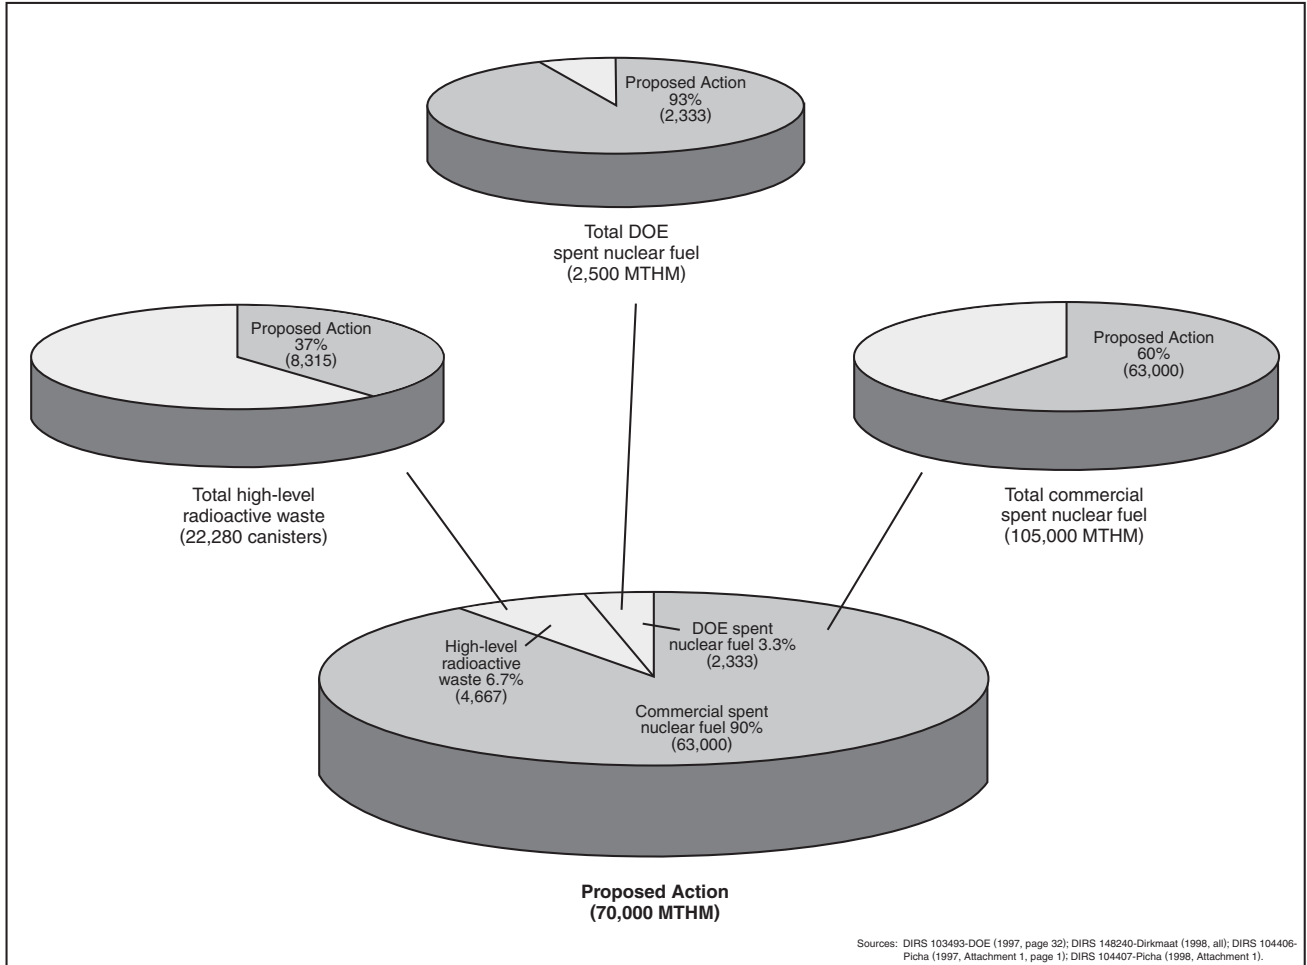 Proposed Action
93%
(2,333)
Total DOE
spent nuclear fuel
(2,500 MTHM)
Proposed Action
37%
(8,315)
Total high-level
radioactive waste
(22,280 canisters)
Proposed Action
60%
(63,000)
Total commercial
spent nuclear fuel
(105,000 MTHM)
High-level
radioactive
waste 6.7%
(4,667)
DOE spent
nuclear fuel 3.3%
(2,333)
Commercial spent
nuclear fuel 90%
(63,000)
Proposed Action
(70,000 MTHM)
Sources: DIRS 103493-DOE (1997, page 32); DIRS 148240-Dirkmaat (1998, all); DIRS 104406-
Picha (1997, Attachment 1, page 1); DIRS 104407-Picha (1998, Attachment 1).